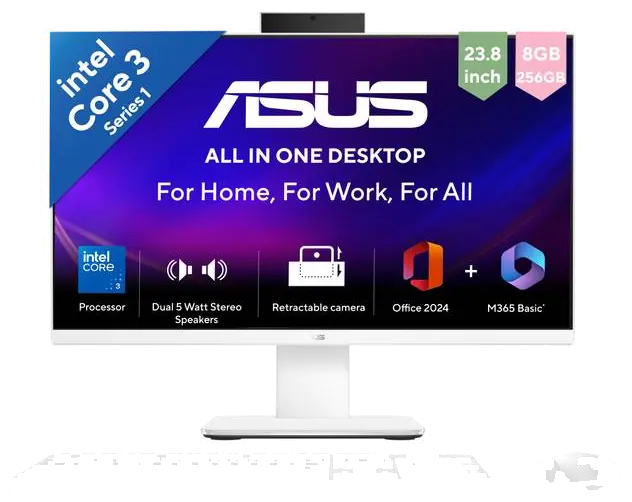 intel
Core 3
Series 1
23.8
inch
8GB
256GB
ASUS
ALL IN ONE DESKTOP
For Home, For Work, For All
intel
CORE
3
Processor
Dual 5 Watt Stereo
Speakers
Retractable camera
Office 2024
+
M365 Basic*
ASUS